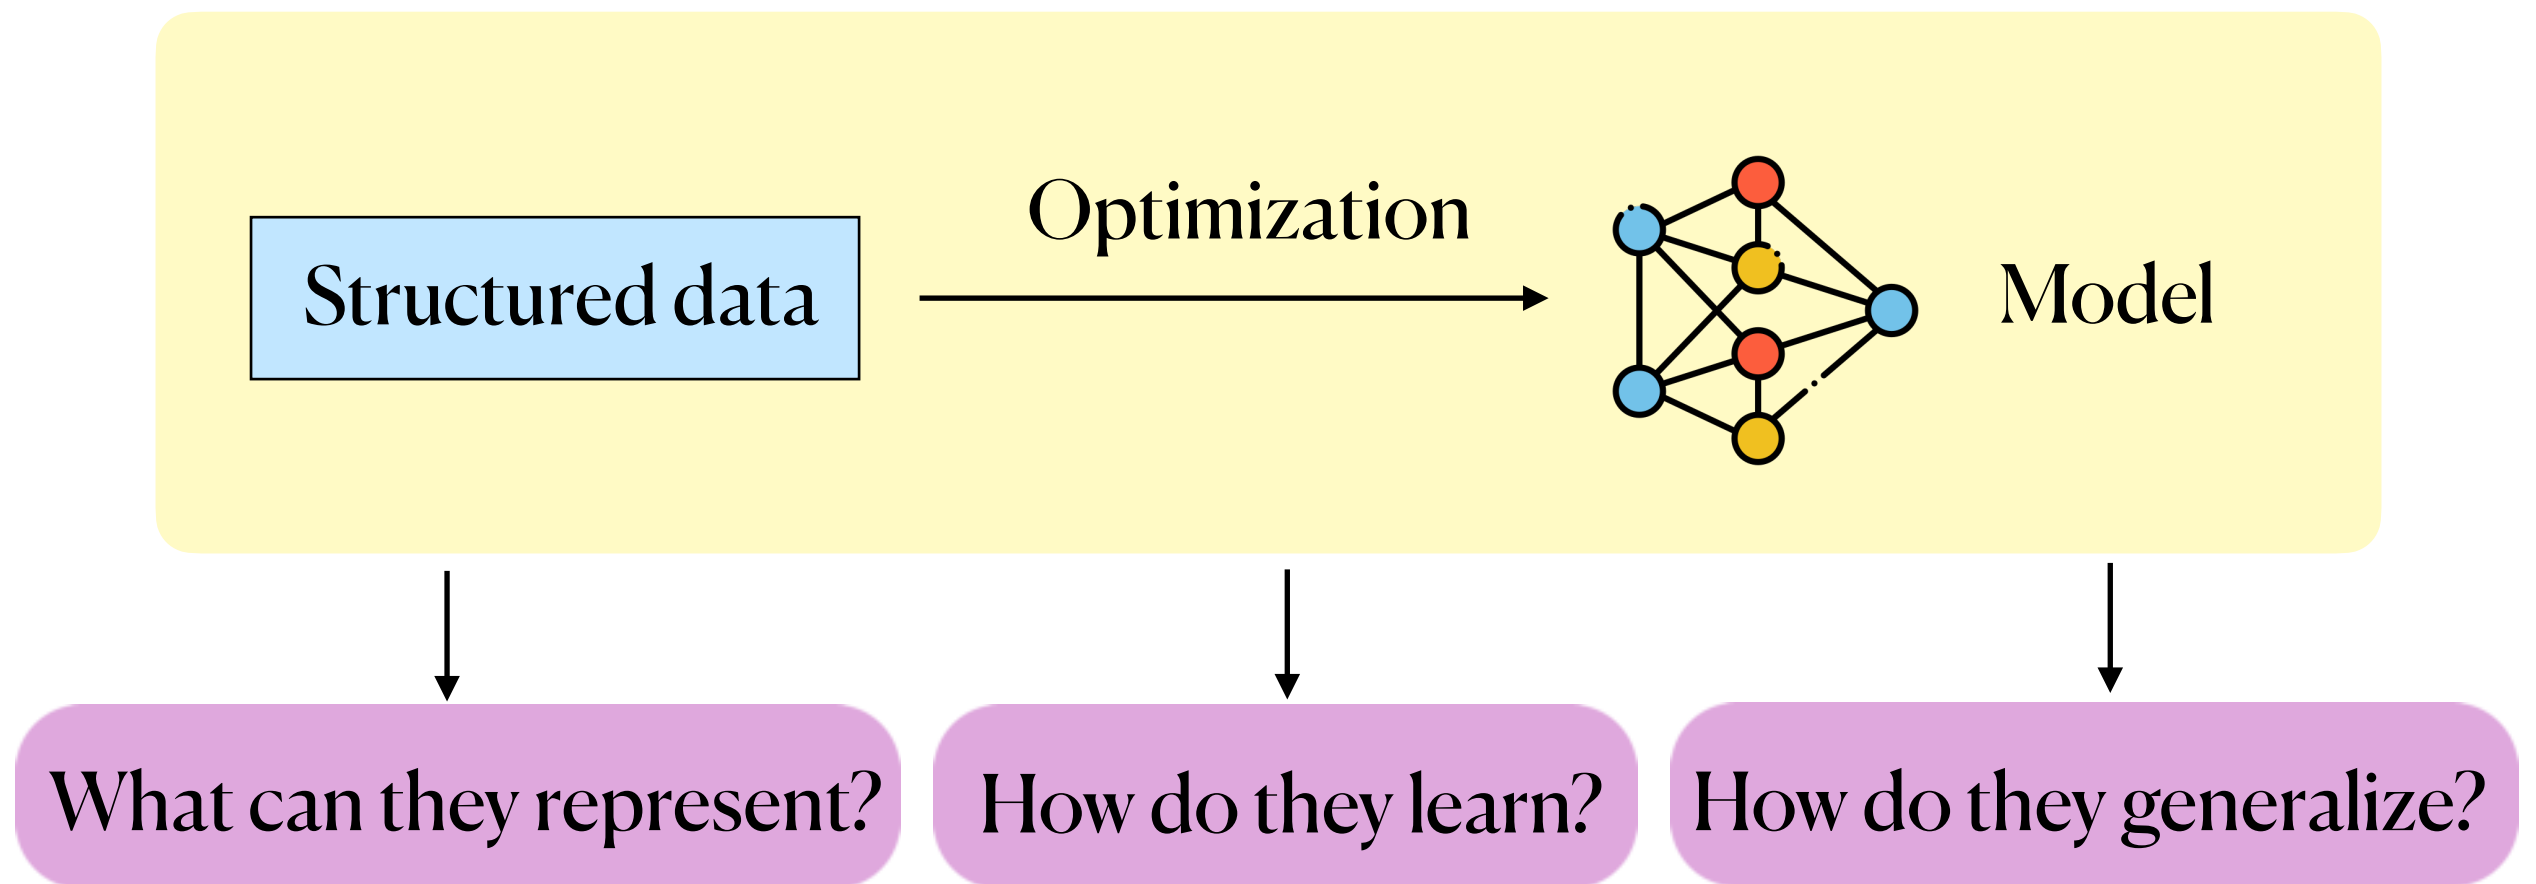 Optimization
Structured data
Model
What can they represent?
How do they learn?
How do they generalize?